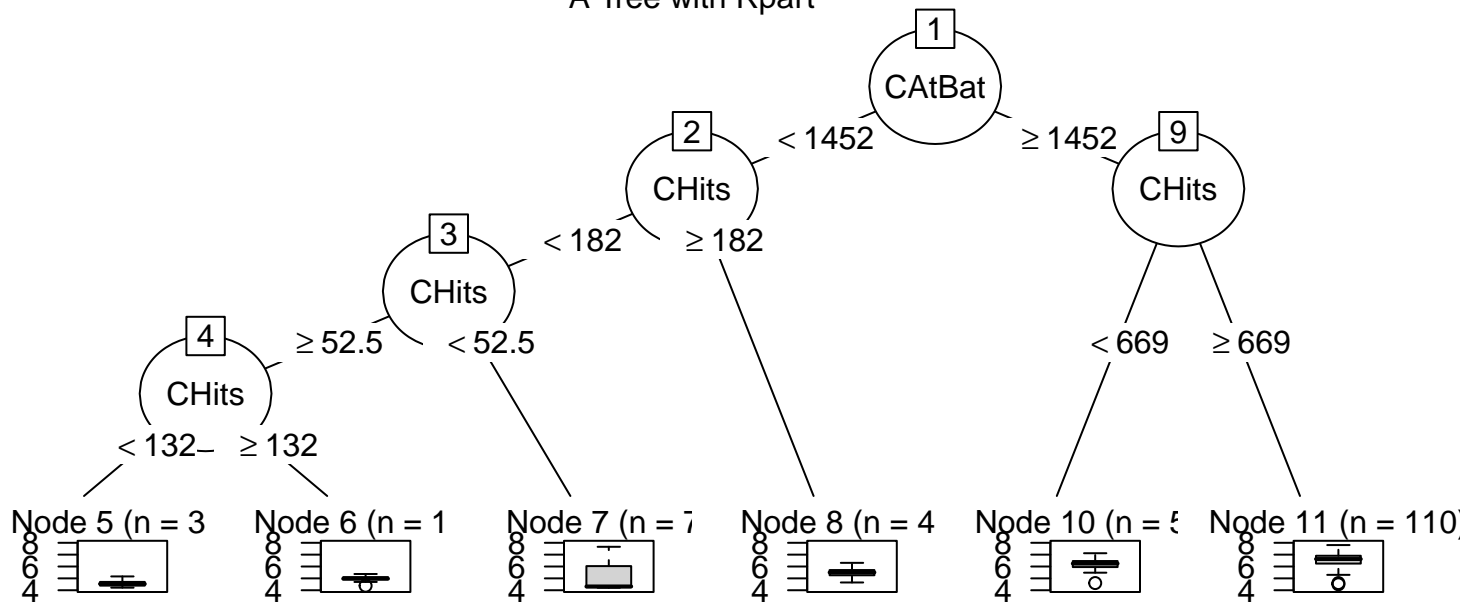 A Tree with Rpart
1
CAtBat
< 1452 ≥ 1452
2 9
CHits CHits
< 182 ≥ 182
3
CHits
≥ 52.5 < 52.5 < 669 ≥ 669
4
CHits
< 132 ≥ 132
Node 5 (n = 3 Node 6 (n = 1 Node 7 (n = 7 Node 8 (n = 4 Node 10 (n = 5 Node 11 (n = 110)
8 8 8 8 8 8
6 6 6 6 6 6
4 4 4 4 4 4